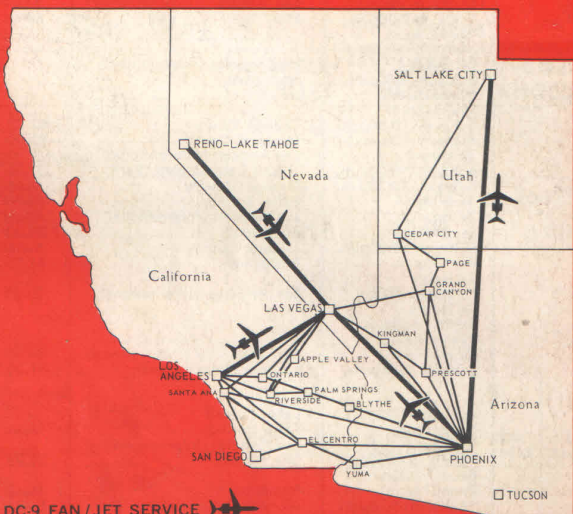 SALT LAKE CITY
RENO-LAKE TAHOE
Nevada
Utah
CEDAR CITY
PAGE
California
GRAND
CANYON
LAS VEGAS
KINGMAN
APPLE VALLEY
LOS
ANGELES
ONTARIO
PRESCOTT
SANTA ANA
PALM SPRINGS
RIVERSIDE
BLYTHE
Arizona
EL CENTRO
SAN DIEGO
PHOENIX
YUMA
TUCSON
DC-9 FAN/JET SERVICE